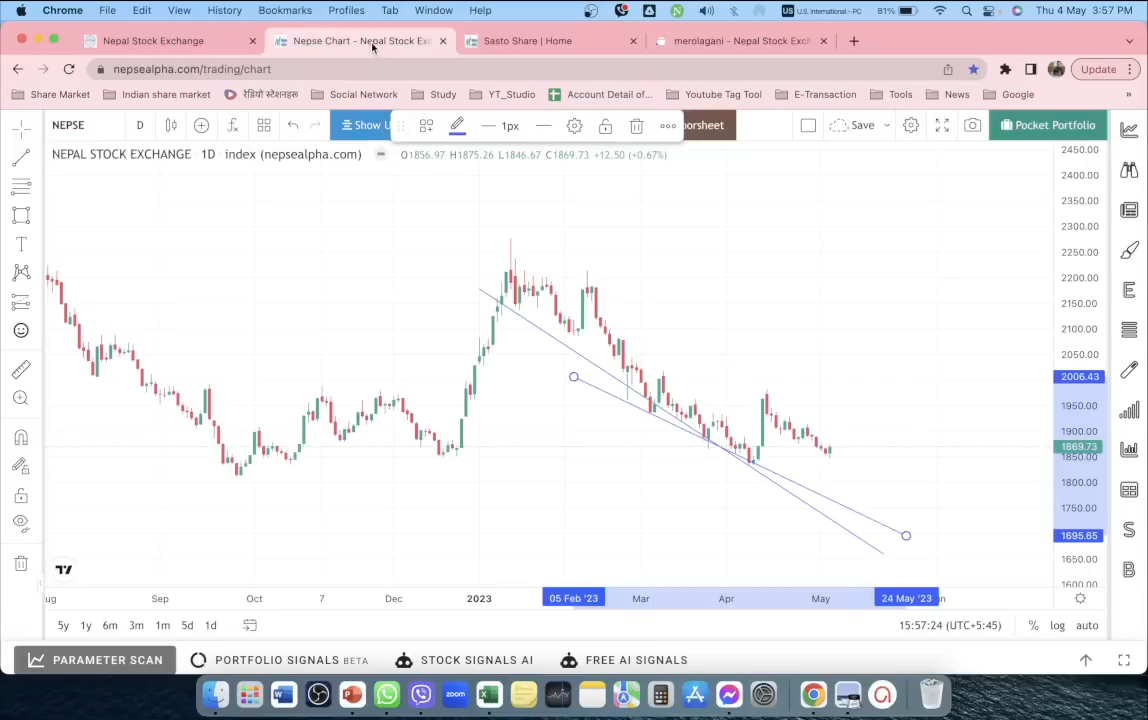 Chrome File Edit View History Bookmarks Profiles Tab Window Help US U.S. International – PC 81% Thu 4 May 3:57 PM
Nepal Stock Exchange Nepse Chart - Nepal Stock Exc Sasto Share | Home merolagani - Nepal Stock Exch
nepsealpha.com/trading/chart Update
Share Market Indian share market रेडियो स्टेशनहरू Social Network Study YT_Studio Account Detail of... Youtube Tag Tool E-Transaction Tools News Google »
NEPSE D Show U 1px oorsheet Save Pocket Portfolio
NEPAL STOCK EXCHANGE 1D index (nepsealpha.com) O1856.97 H1875.26 L1846.67 C1869.73 +12.50 (+0.67%)
2450.00
2400.00
2350.00
2300.00
2250.00
2200.00
2150.00
2100.00
2050.00
2006.43
1950.00
1900.00
1869.73
1850.00
1800.00
1750.00
1695.65
1650.00
1600.00
ug Sep Oct 7 Dec 2023 05 Feb '23 Mar Apr May 24 May '23 n
5y 1y 6m 3m 1m 5d 1d 15:57:24 (UTC+5:45) % log auto
PARAMETER SCAN PORTFOLIO SIGNALS BETA STOCK SIGNALS AI FREE AI SIGNALS
zoom